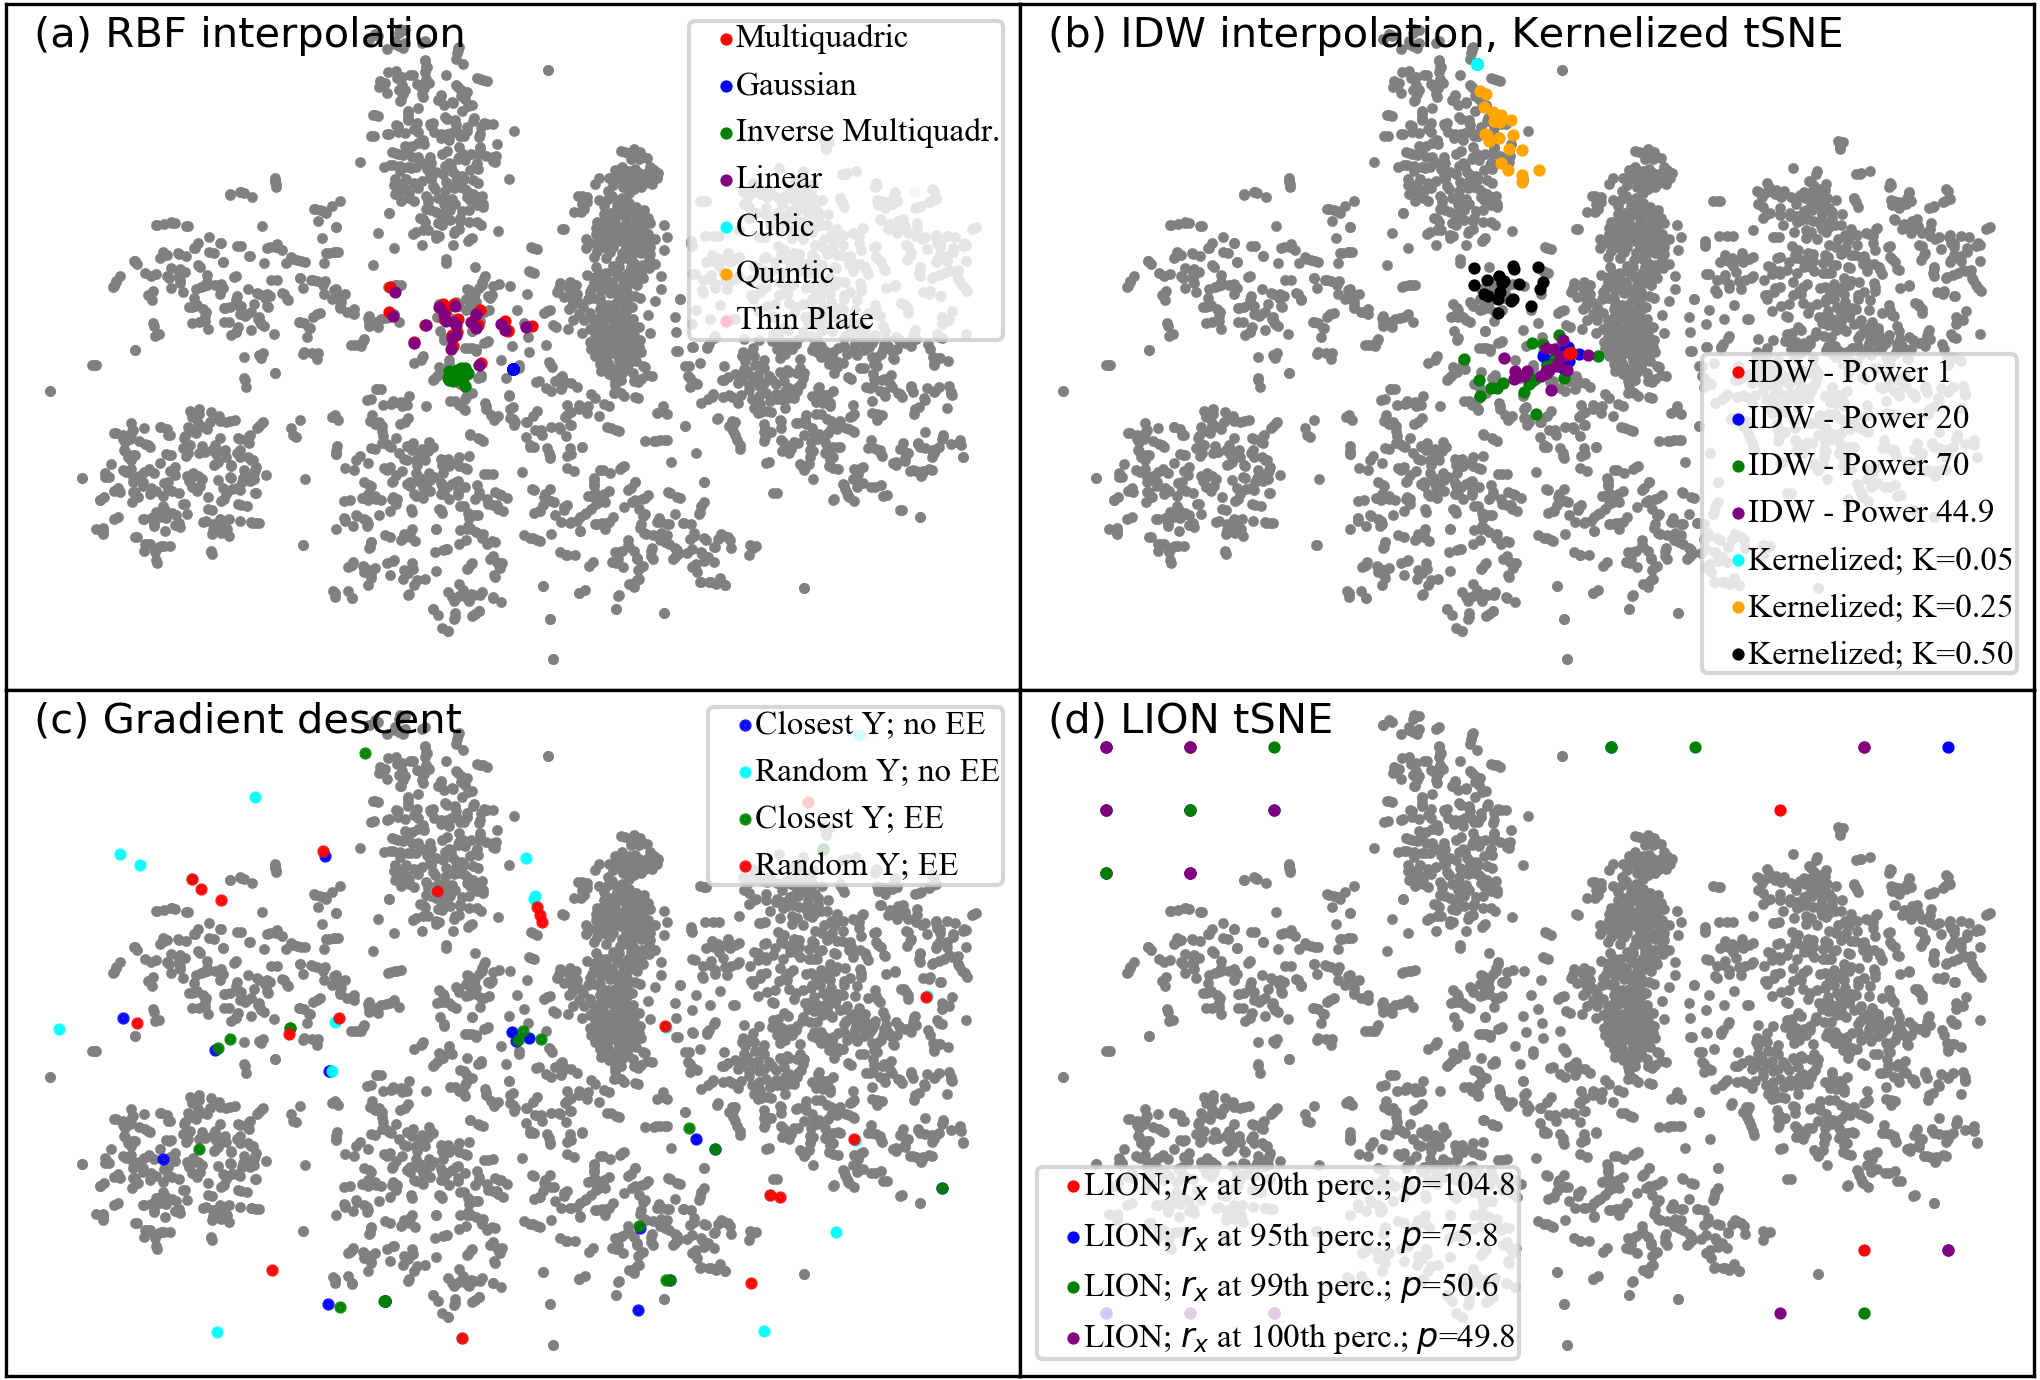 (a) RBF interpolation
Multiquadric
Gaussian
Inverse Multiquadr.
Linear
Cubic
Quintic
Thin Plate
(b) IDW interpolation, Kernelized tSNE
IDW - Power 1
IDW - Power 20
IDW - Power 70
IDW - Power 44.9
Kernelized; K=0.05
Kernelized; K=0.25
Kernelized; K=0.50
(c) Gradient descent
Closest Y; no EE
Random Y; no EE
Closest Y; EE
Random Y; EE
(d) LION tSNE
LION; r_x at 90th perc.; p=104.8
LION; r_x at 95th perc.; p=75.8
LION; r_x at 99th perc.; p=50.6
LION; r_x at 100th perc.; p=49.8